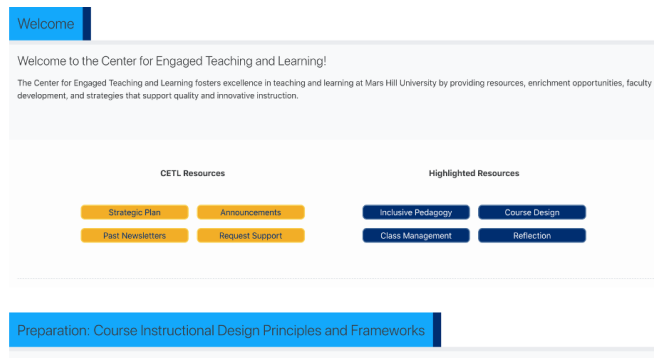 Welcome
Welcome to the Center for Engaged Teaching and Learning!
The Center for Engaged Teaching and Learning fosters excellence in teaching and learning at Mars Hill University by providing resources, enrichment opportunities, faculty
development, and strategies that support quality and innovative instruction.
CETL Resources
Highlighted Resources
Strategic Plan
Announcements
Inclusive Pedagogy
Course Design
Past Newsletters
Request Support
Class Management
Reflection
Preparation: Course Instructional Design Principles and Frameworks